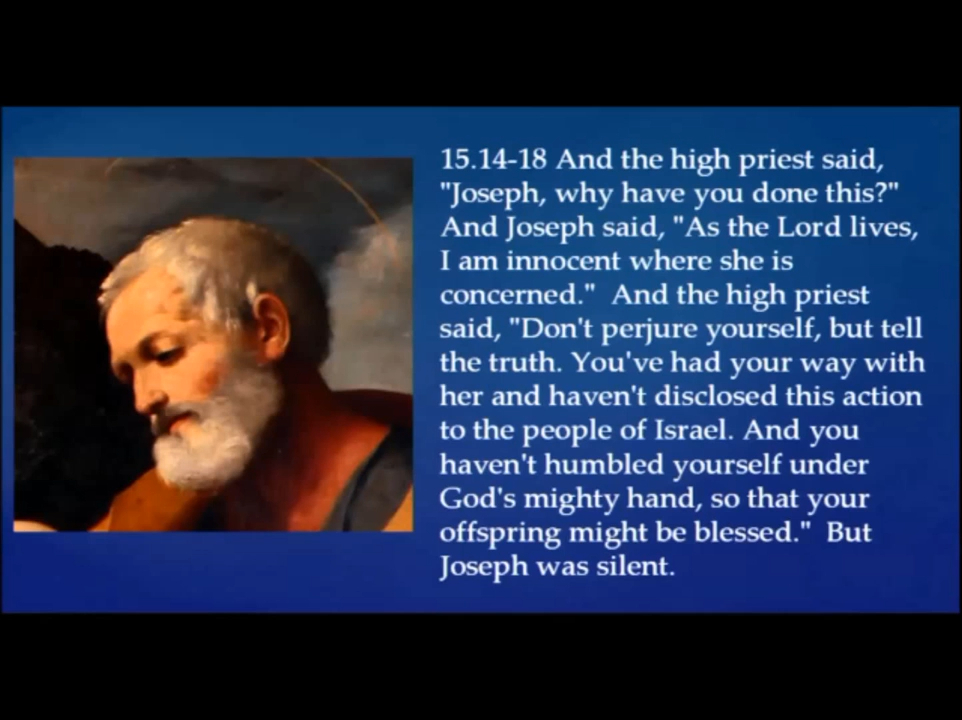 15.14-18 And the high priest said,
"Joseph, why have you done this?"
And Joseph said, "As the Lord lives,
I am innocent where she is
concerned."  And the high priest
said, "Don't perjure yourself, but tell
the truth. You've had your way with
her and haven't disclosed this action
to the people of Israel. And you
haven't humbled yourself under
God's mighty hand, so that your
offspring might be blessed."  But
Joseph was silent.